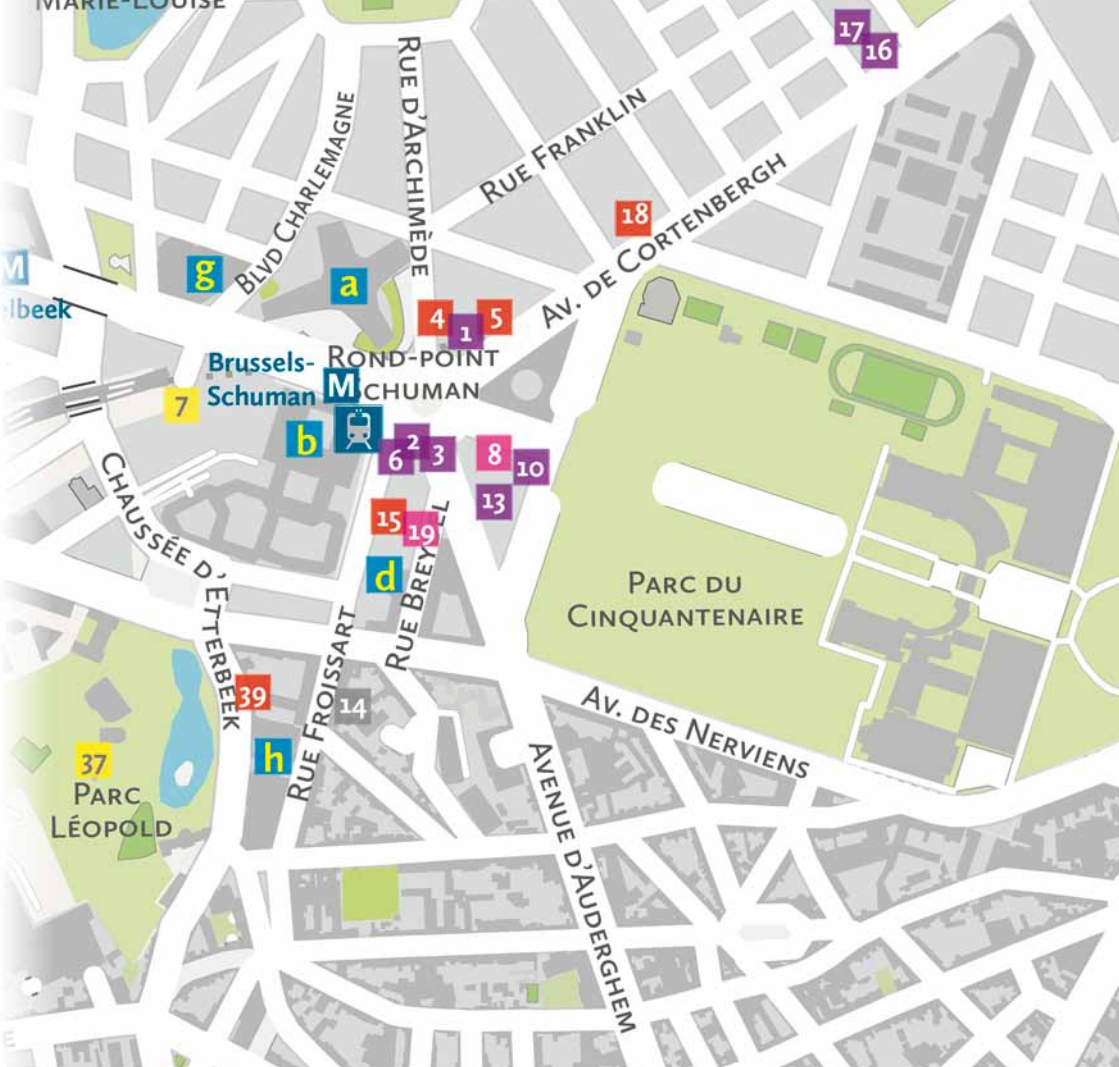 MARIE-LOUISE
17
16
RUE D'ARCHIMÈDE
RUE FRANKLIN
BLVD CHARLEMAGNE
18
AV. DE CORTENBERGH
M
g
a
elbeek
4
1
5
Brussels-
Schuman
M
ROND-POINT
SCHUMAN
7
b
6
2
3
8
10
13
15
19
d
RUE BREYDEL
CHAUSSÉE D'ETTERBEEK
PARC DU
CINQUANTENAIRE
RUE FROISSART
39
14
h
37
PARC
LÉOPOLD
AV. DES NERVIENS
AVENUE D'AUDERGHEM
E